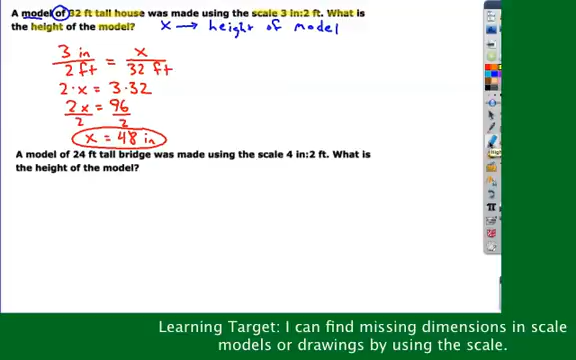 A model of 32 ft tall house was made using the scale 3 in:2 ft. What is
the height of the model? x → height of model
3 in / 2 ft = x / 32 ft
2 · x = 3 · 32
2x / 2 = 96 / 2
x = 48 in
A model of 24 ft tall bridge was made using the scale 4 in:2 ft. What is
the height of the model?
Learning Target: I can find missing dimensions in scale
models or drawings by using the scale.